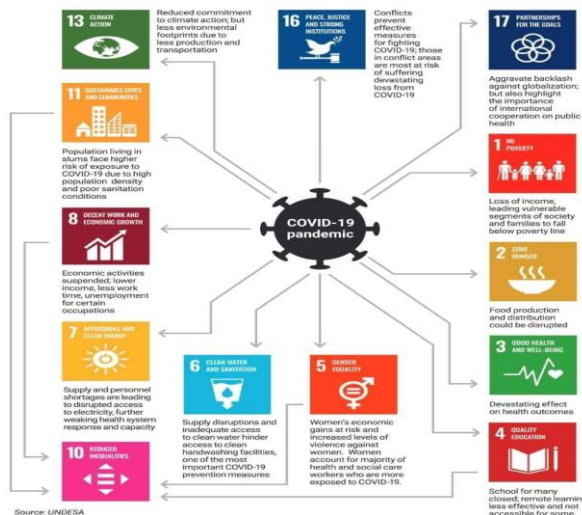 13 CLIMATE
ACTION
Reduced commitment
to climate action; but
less environmental
footprints due to
less production and
transportation
16 PEACE, JUSTICE
AND STRONG
INSTITUTIONS
Conflicts
prevent
effective
measures
for fighting
COVID-19; those
in conflict areas
are most at risk
of suffering
devastating
loss from
COVID-19
17 PARTNERSHIPS
FOR THE GOALS
Aggravate backlash
against globalization;
but also highlight
the importance
of international
cooperation on public
health
11 SUSTAINABLE CITIES
AND COMMUNITIES
Population living in
slums face higher
risk of exposure to
COVID-19 due to high
population density
and poor sanitation
conditions
1 NO
POVERTY
Loss of income,
leading vulnerable
segments of society
and families to fall
below poverty line
COVID-19
pandemic
8 DECENT WORK AND
ECONOMIC GROWTH
Economic activities
suspended; lower
income, less work
time, unemployment
for certain
occupations
2 ZERO
HUNGER
Food production
and distribution
could be disrupted
7 AFFORDABLE AND
CLEAN ENERGY
Supply and personnel
shortages are leading
to disrupted access
to electricity, further
weakening health system
response and capacity
6 CLEAN WATER
AND SANITATION
Supply disruptions and
inadequate access
to clean water hinder
access to clean
handwashing facilities,
one of the most
important COVID-19
prevention measures
5 GENDER
EQUALITY
Women's economic
gains at risk and
increased levels of
violence against
women. Women
account for majority of
health and social care
workers who are more
exposed to COVID-19.
3 GOOD HEALTH
AND WELL-BEING
Devastating effect
on health outcomes
4 QUALITY
EDUCATION
School for many
closed; remote learning
less effective and not
accessible for some
10 REDUCED
INEQUALITIES
Source: UNDESA